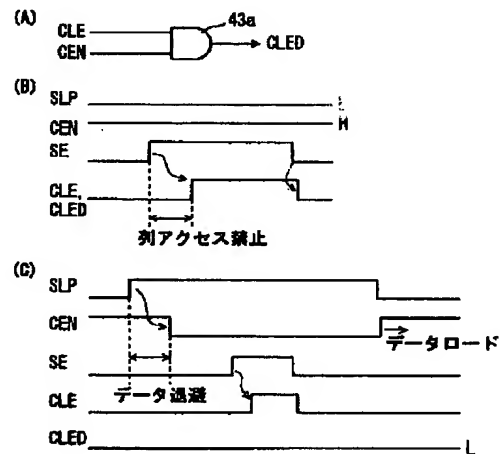 (A)
43a
CLE
CEN
CLED
(B)
SLP
L
CEN
H
SE
CLE,
CLED
列アクセス禁止
(C)
SLP
CEN
データロード
SE
データ退避
CLE
CLED
L